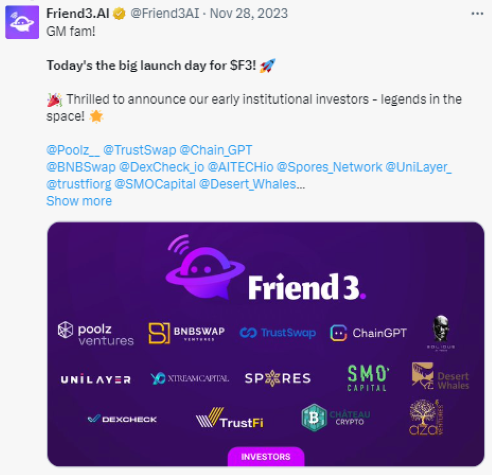 Friend3.AI @Friend3AI · Nov 28, 2023
GM fam!
Today's the big launch day for $F3! 🚀
🎉 Thrilled to announce our early institutional investors - legends in the
space! 🌟
@Poolz__ @TrustSwap @Chain_GPT
@BNBSwap @DexCheck_io @AITECHio @Spores_Network @UniLayer_
@trustfiorg @SMOCapital @Desert_Whales...
Show more
Friend3.
poolz ventures
BNBSWAP VENTURES
TrustSwap
ChainGPT
UNILAYER
XTREAMCAPITAL
SPORES
SMO CAPITAL
Desert Whales
DEXCHECK
TrustFi
CHÂTEAU CRYPTO
aza VENTURES
INVESTORS